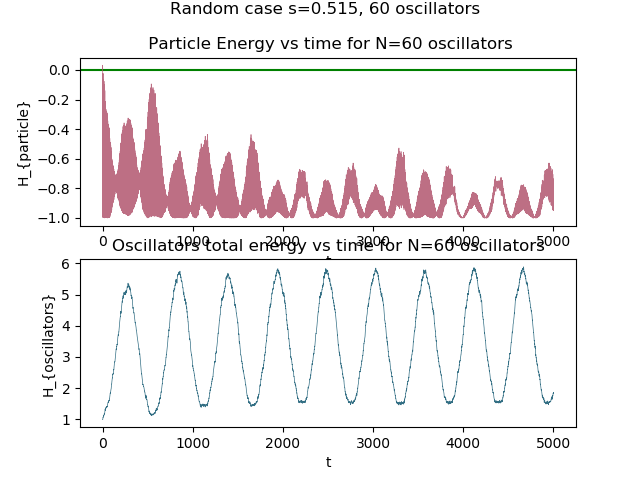 Random case s=0.515, 60 oscillators
Particle Energy vs time for N=60 oscillators
H_{particle}
0.0
−0.2
−0.4
−0.6
−0.8
−1.0
0 1000 2000 3000 4000 5000
Oscillators total energy vs time for N=60 oscillators
H_{oscillators}
6
5
4
3
2
1
0 1000 2000 3000 4000 5000
t